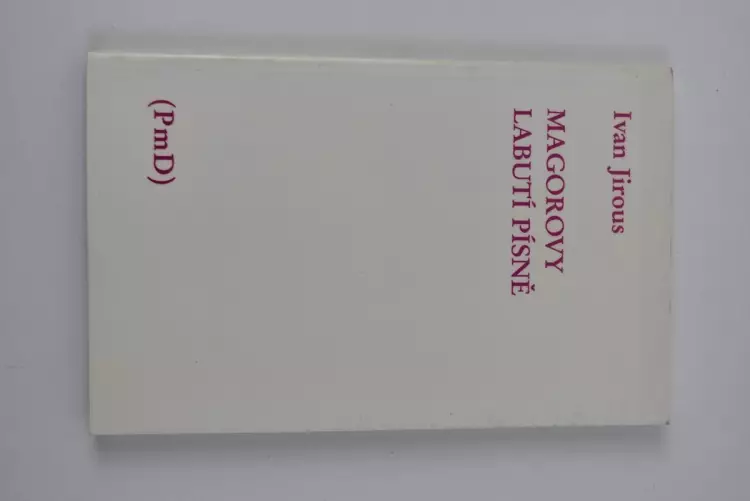 Ivan Jirous
MAGOROVY
LABUTÍ PÍSNĚ
(PmD)